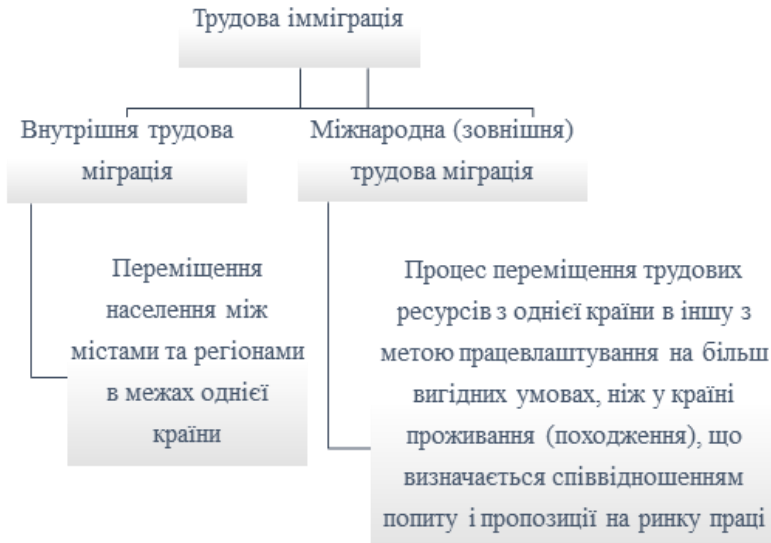 Трудова імміграція
Внутрішня трудова
міграція
Міжнародна (зовнішня)
трудова міграція
Переміщення
населення між
містами та регіонами
в межах однієї
країни
Процес переміщення трудових
ресурсів з однієї країни в іншу з
метою працевлаштування на більш
вигідних умовах, ніж у країні
проживання (походження), що
визначається співвідношенням
попиту і пропозиції на ринку праці